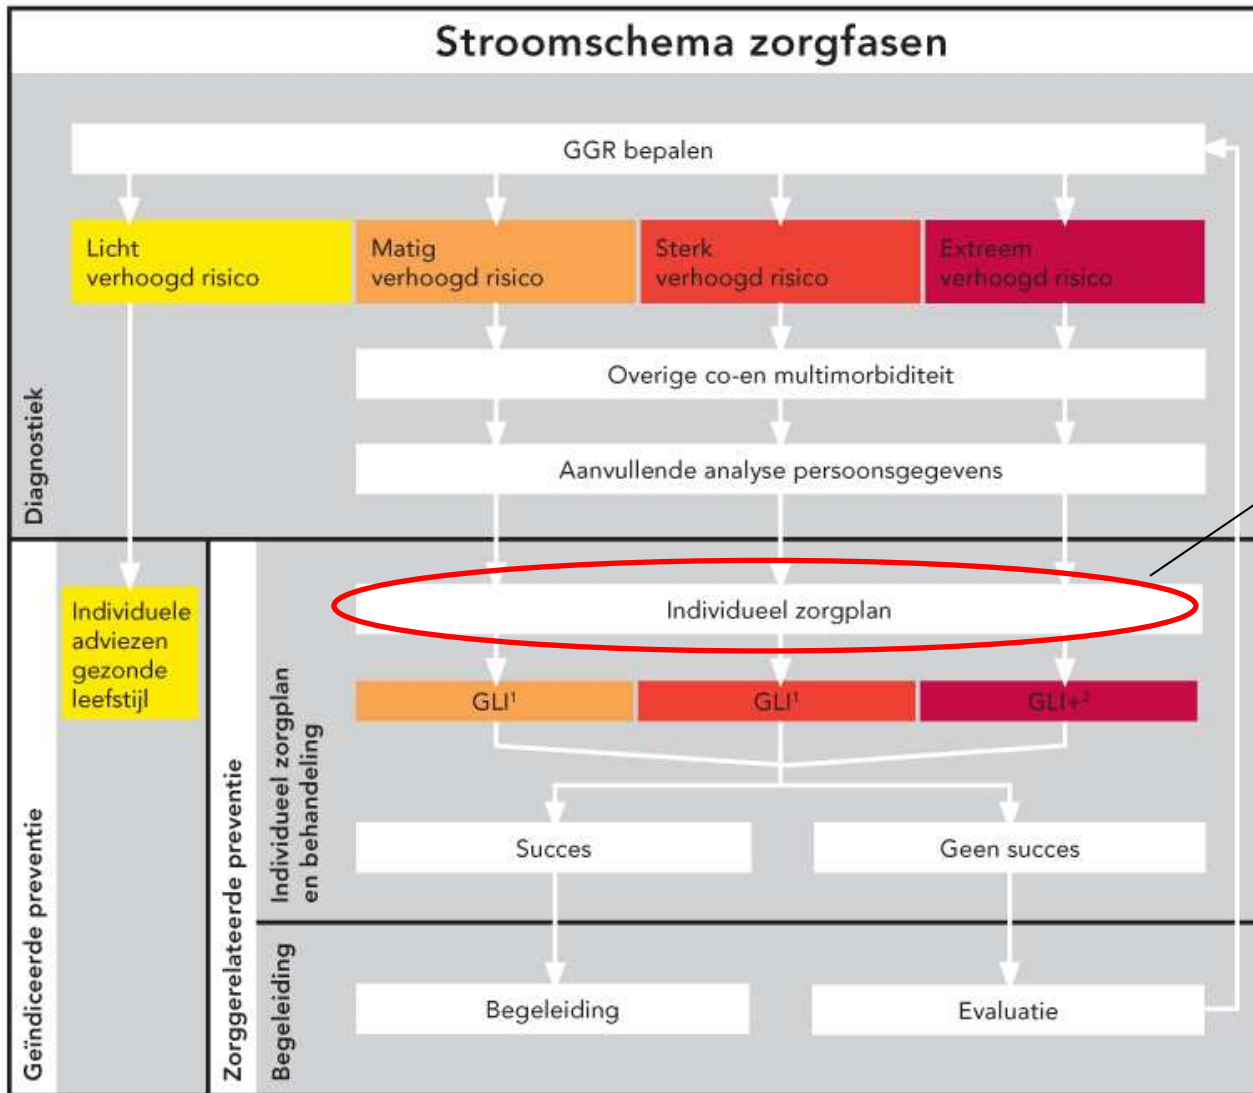 Stroomschema zorgfasen
GGR bepalen
Licht
verhoogd risico
Matig
verhoogd risico
Sterk
verhoogd risico
Extreem
verhoogd risico
Overige co-en multimorbiditeit
Aanvullende analyse persoonsgegevens
Diagnostiek
Individuele
adviezen
gezonde
leefstijl
Individueel zorgplan
GLI¹
GLI¹
GLI+²
Succes
Geen succes
Begeleiding
Evaluatie
Geïndiceerde preventie
Zorggerelateerde preventie
Individueel zorgplan
en behandeling
Begeleiding